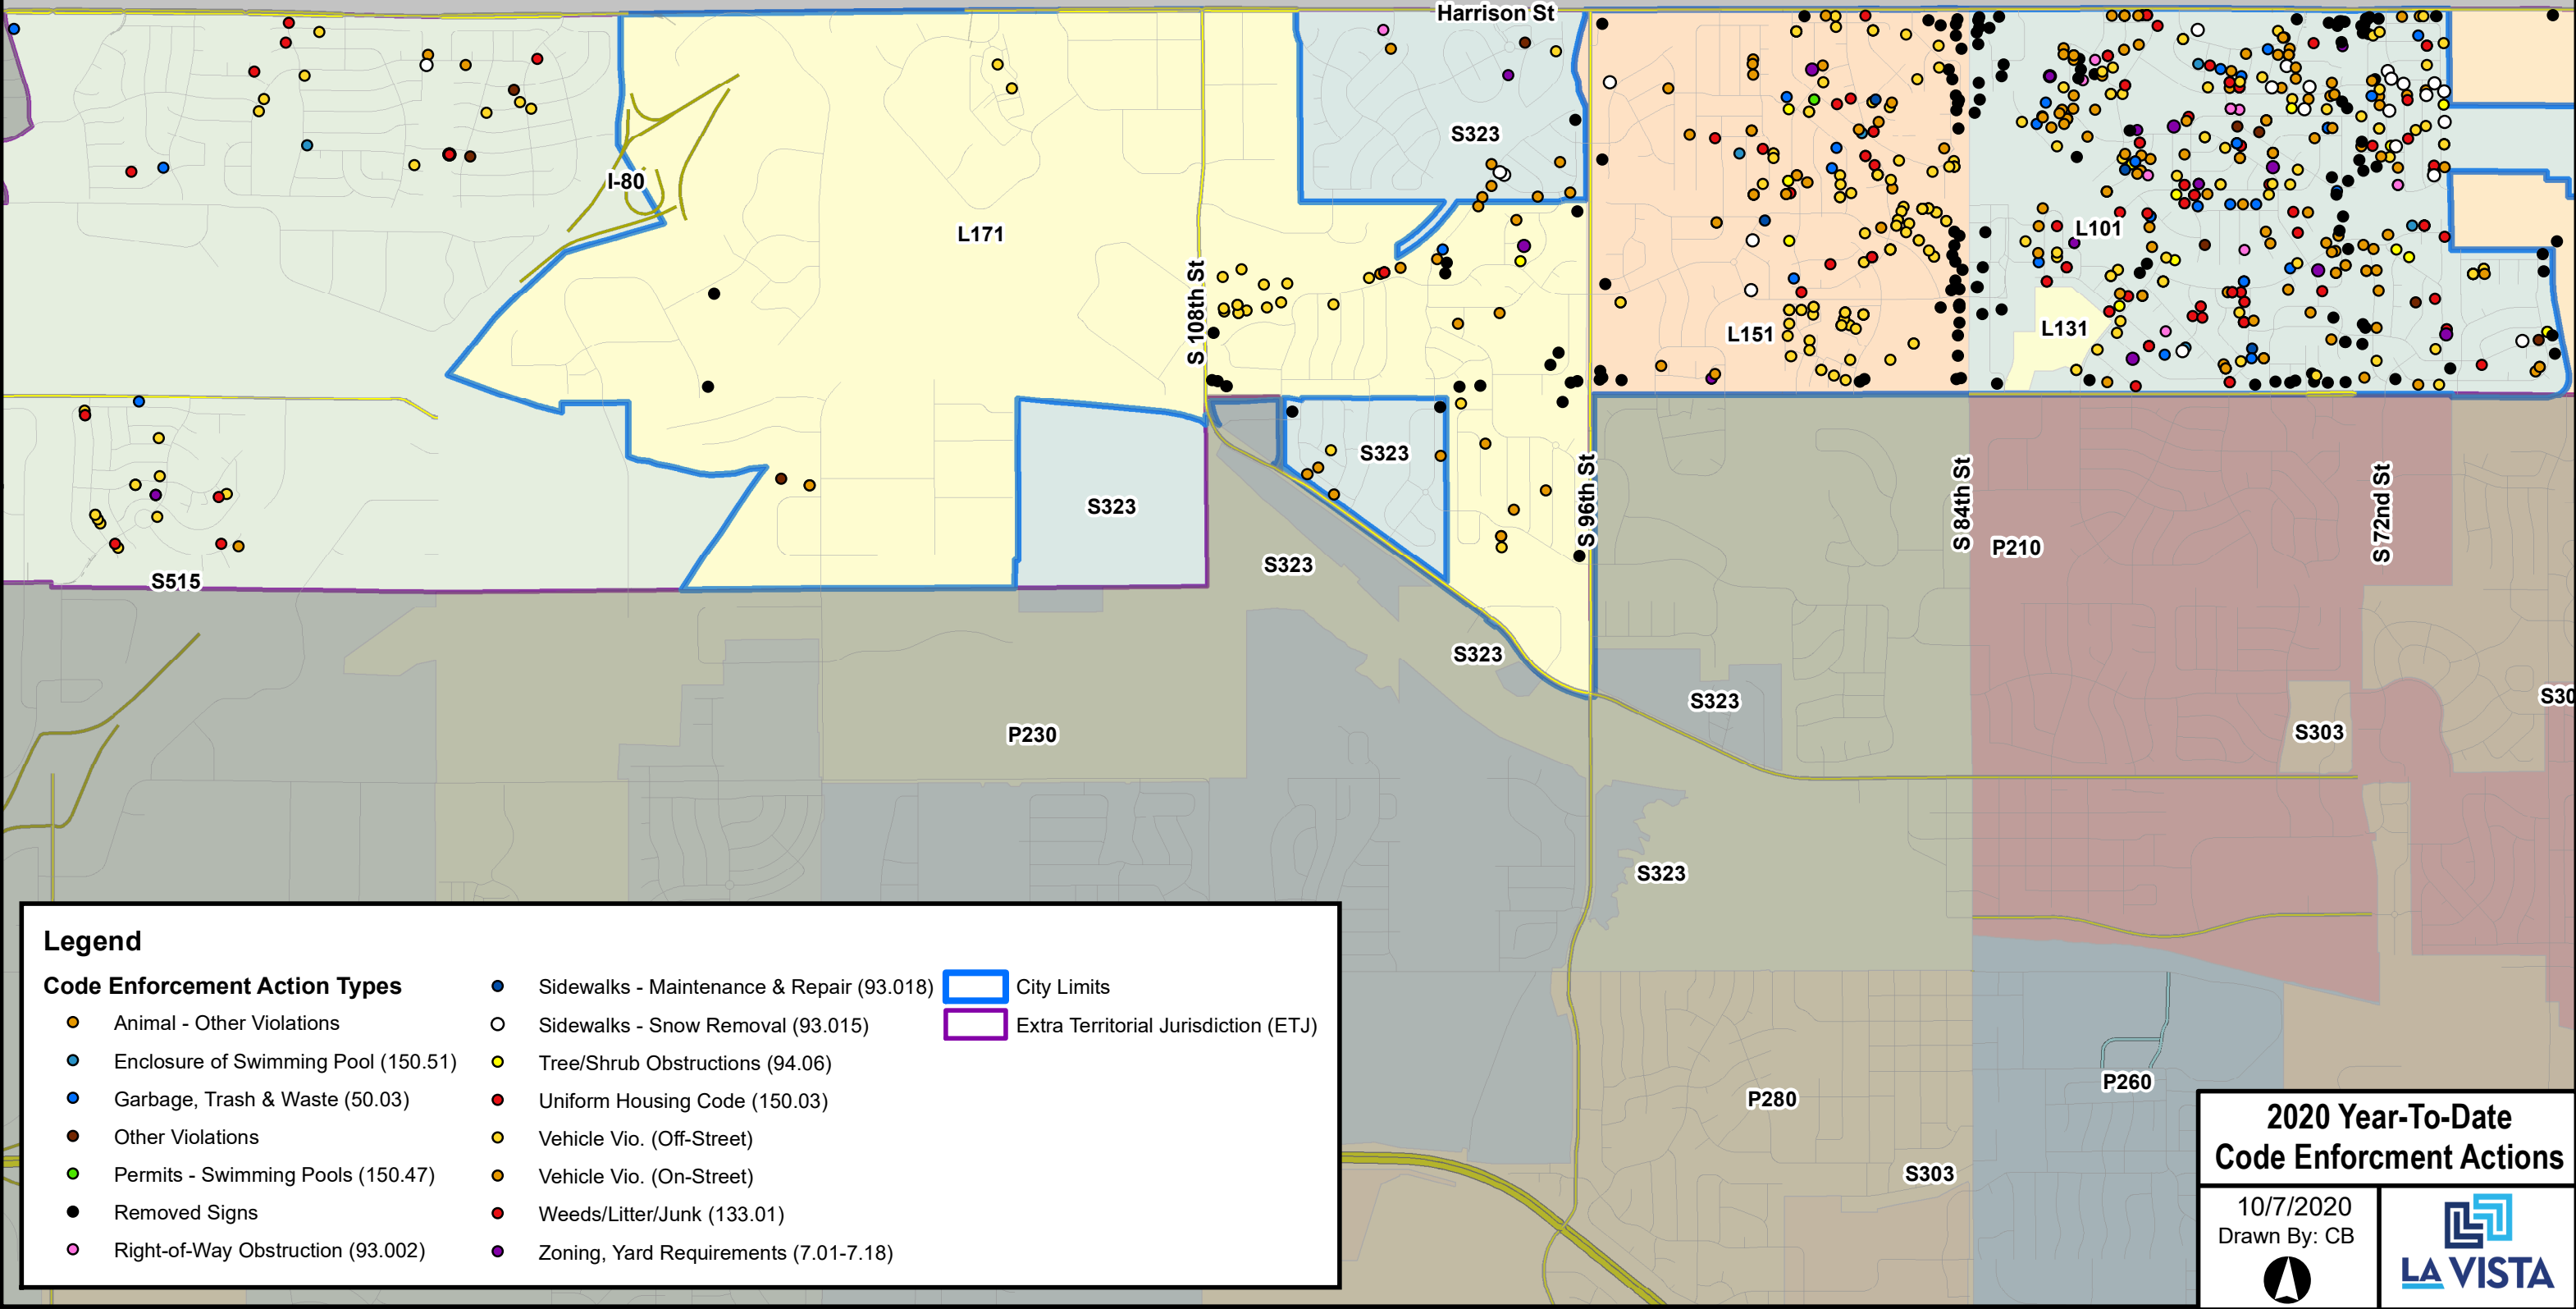 Harrison St
S323
I-80
L171
L101
S 108th St
L131
L151
S323
S 96th St
S 84th St
S 72nd St
S323
P210
S323
S515
S323
S323
S30
S303
P230
S323
P260
P280
S303
Legend
Code Enforcement Action Types
Animal - Other Violations
Enclosure of Swimming Pool (150.51)
Garbage, Trash & Waste (50.03)
Other Violations
Permits - Swimming Pools (150.47)
Removed Signs
Right-of-Way Obstruction (93.002)
Sidewalks - Maintenance & Repair (93.018)
Sidewalks - Snow Removal (93.015)
Tree/Shrub Obstructions (94.06)
Uniform Housing Code (150.03)
Vehicle Vio. (Off-Street)
Vehicle Vio. (On-Street)
Weeds/Litter/Junk (133.01)
Zoning, Yard Requirements (7.01-7.18)
City Limits
Extra Territorial Jurisdiction (ETJ)
2020 Year-To-Date
Code Enforcment Actions
10/7/2020
Drawn By: CB
LA VISTA